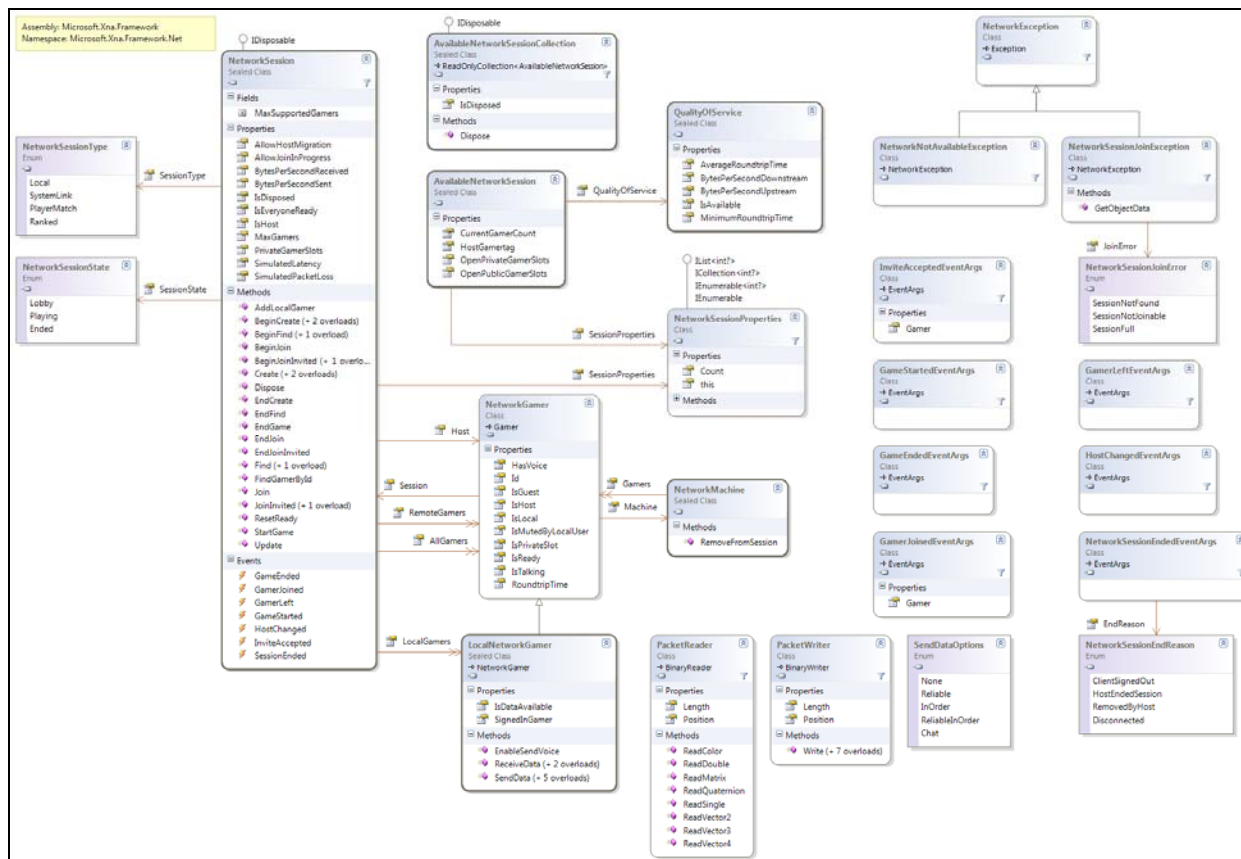 Assembly: Microsoft.Xna.Framework
Namespace: Microsoft.Xna.Framework.Net
IDisposable
NetworkSession
Sealed Class
Fields
MaxSupportedGamers
Properties
AllowHostMigration
AllowJoinInProgress
BytesPerSecondReceived
BytesPerSecondSent
IsDisposed
IsEveryoneReady
IsHost
MaxGamers
PrivateGamerSlots
SimulatedLatency
SimulatedPacketLoss
Methods
AddLocalGamer
BeginCreate (+ 2 overloads)
BeginFind (+ 1 overload)
BeginJoin
BeginJoinInvited (+ 1 overlo...
Create (+ 2 overloads)
Dispose
EndCreate
EndFind
EndGame
EndJoin
EndJoinInvited
Find (+ 1 overload)
FindGamerById
Join
JoinInvited (+ 1 overload)
ResetReady
StartGame
Update
Events
GameEnded
GamerJoined
GamerLeft
GameStarted
HostChanged
InviteAccepted
SessionEnded
NetworkSessionType
Enum
Local
SystemLink
PlayerMatch
Ranked
SessionType
NetworkSessionState
Enum
Lobby
Playing
Ended
SessionState
IDisposable
AvailableNetworkSessionCollection
Sealed Class
ReadOnlyCollection<AvailableNetworkSession>
Properties
IsDisposed
Methods
Dispose
AvailableNetworkSession
Sealed Class
Properties
CurrentGamerCount
HostGamertag
OpenPrivateGamerSlots
OpenPublicGamerSlots
QualityOfService
QualityOfService
Sealed Class
Properties
AverageRoundtripTime
BytesPerSecondDownstream
BytesPerSecondUpstream
IsAvailable
MinimumRoundtripTime
IList<int?>
ICollection<int?>
IEnumerable<int?>
IEnumerable
SessionProperties
SessionProperties
NetworkSessionProperties
Class
Properties
Count
this
Methods
NetworkGamer
Class
Gamer
Properties
HasVoice
Id
IsGuest
IsHost
IsLocal
IsMutedByLocalUser
IsPrivateSlot
IsReady
IsTalking
RoundtripTime
Host
Session
RemoteGamers
AllGamers
LocalGamers
Gamers
Machine
NetworkMachine
Sealed Class
Methods
RemoveFromSession
LocalNetworkGamer
Sealed Class
NetworkGamer
Properties
IsDataAvailable
SignedInGamer
Methods
EnableSendVoice
ReceiveData (+ 2 overloads)
SendData (+ 5 overloads)
PacketReader
Class
BinaryReader
Properties
Length
Position
Methods
ReadColor
ReadDouble
ReadMatrix
ReadQuaternion
ReadSingle
ReadVector2
ReadVector3
ReadVector4
PacketWriter
Class
BinaryWriter
Properties
Length
Position
Methods
Write (+ 7 overloads)
NetworkException
Class
Exception
NetworkNotAvailableException
Class
NetworkException
NetworkSessionJoinException
Class
NetworkException
Methods
GetObjectData
JoinError
InviteAcceptedEventArgs
Class
EventArgs
Properties
Gamer
NetworkSessionJoinError
Enum
SessionNotFound
SessionNotJoinable
SessionFull
GameStartedEventArgs
Class
EventArgs
GamerLeftEventArgs
Class
EventArgs
GameEndedEventArgs
Class
EventArgs
HostChangedEventArgs
Class
EventArgs
GamerJoinedEventArgs
Class
EventArgs
Properties
Gamer
NetworkSessionEndedEventArgs
Class
EventArgs
EndReason
SendDataOptions
Enum
None
Reliable
InOrder
ReliableInOrder
Chat
NetworkSessionEndReason
Enum
ClientSignedOut
HostEndedSession
RemovedByHost
Disconnected